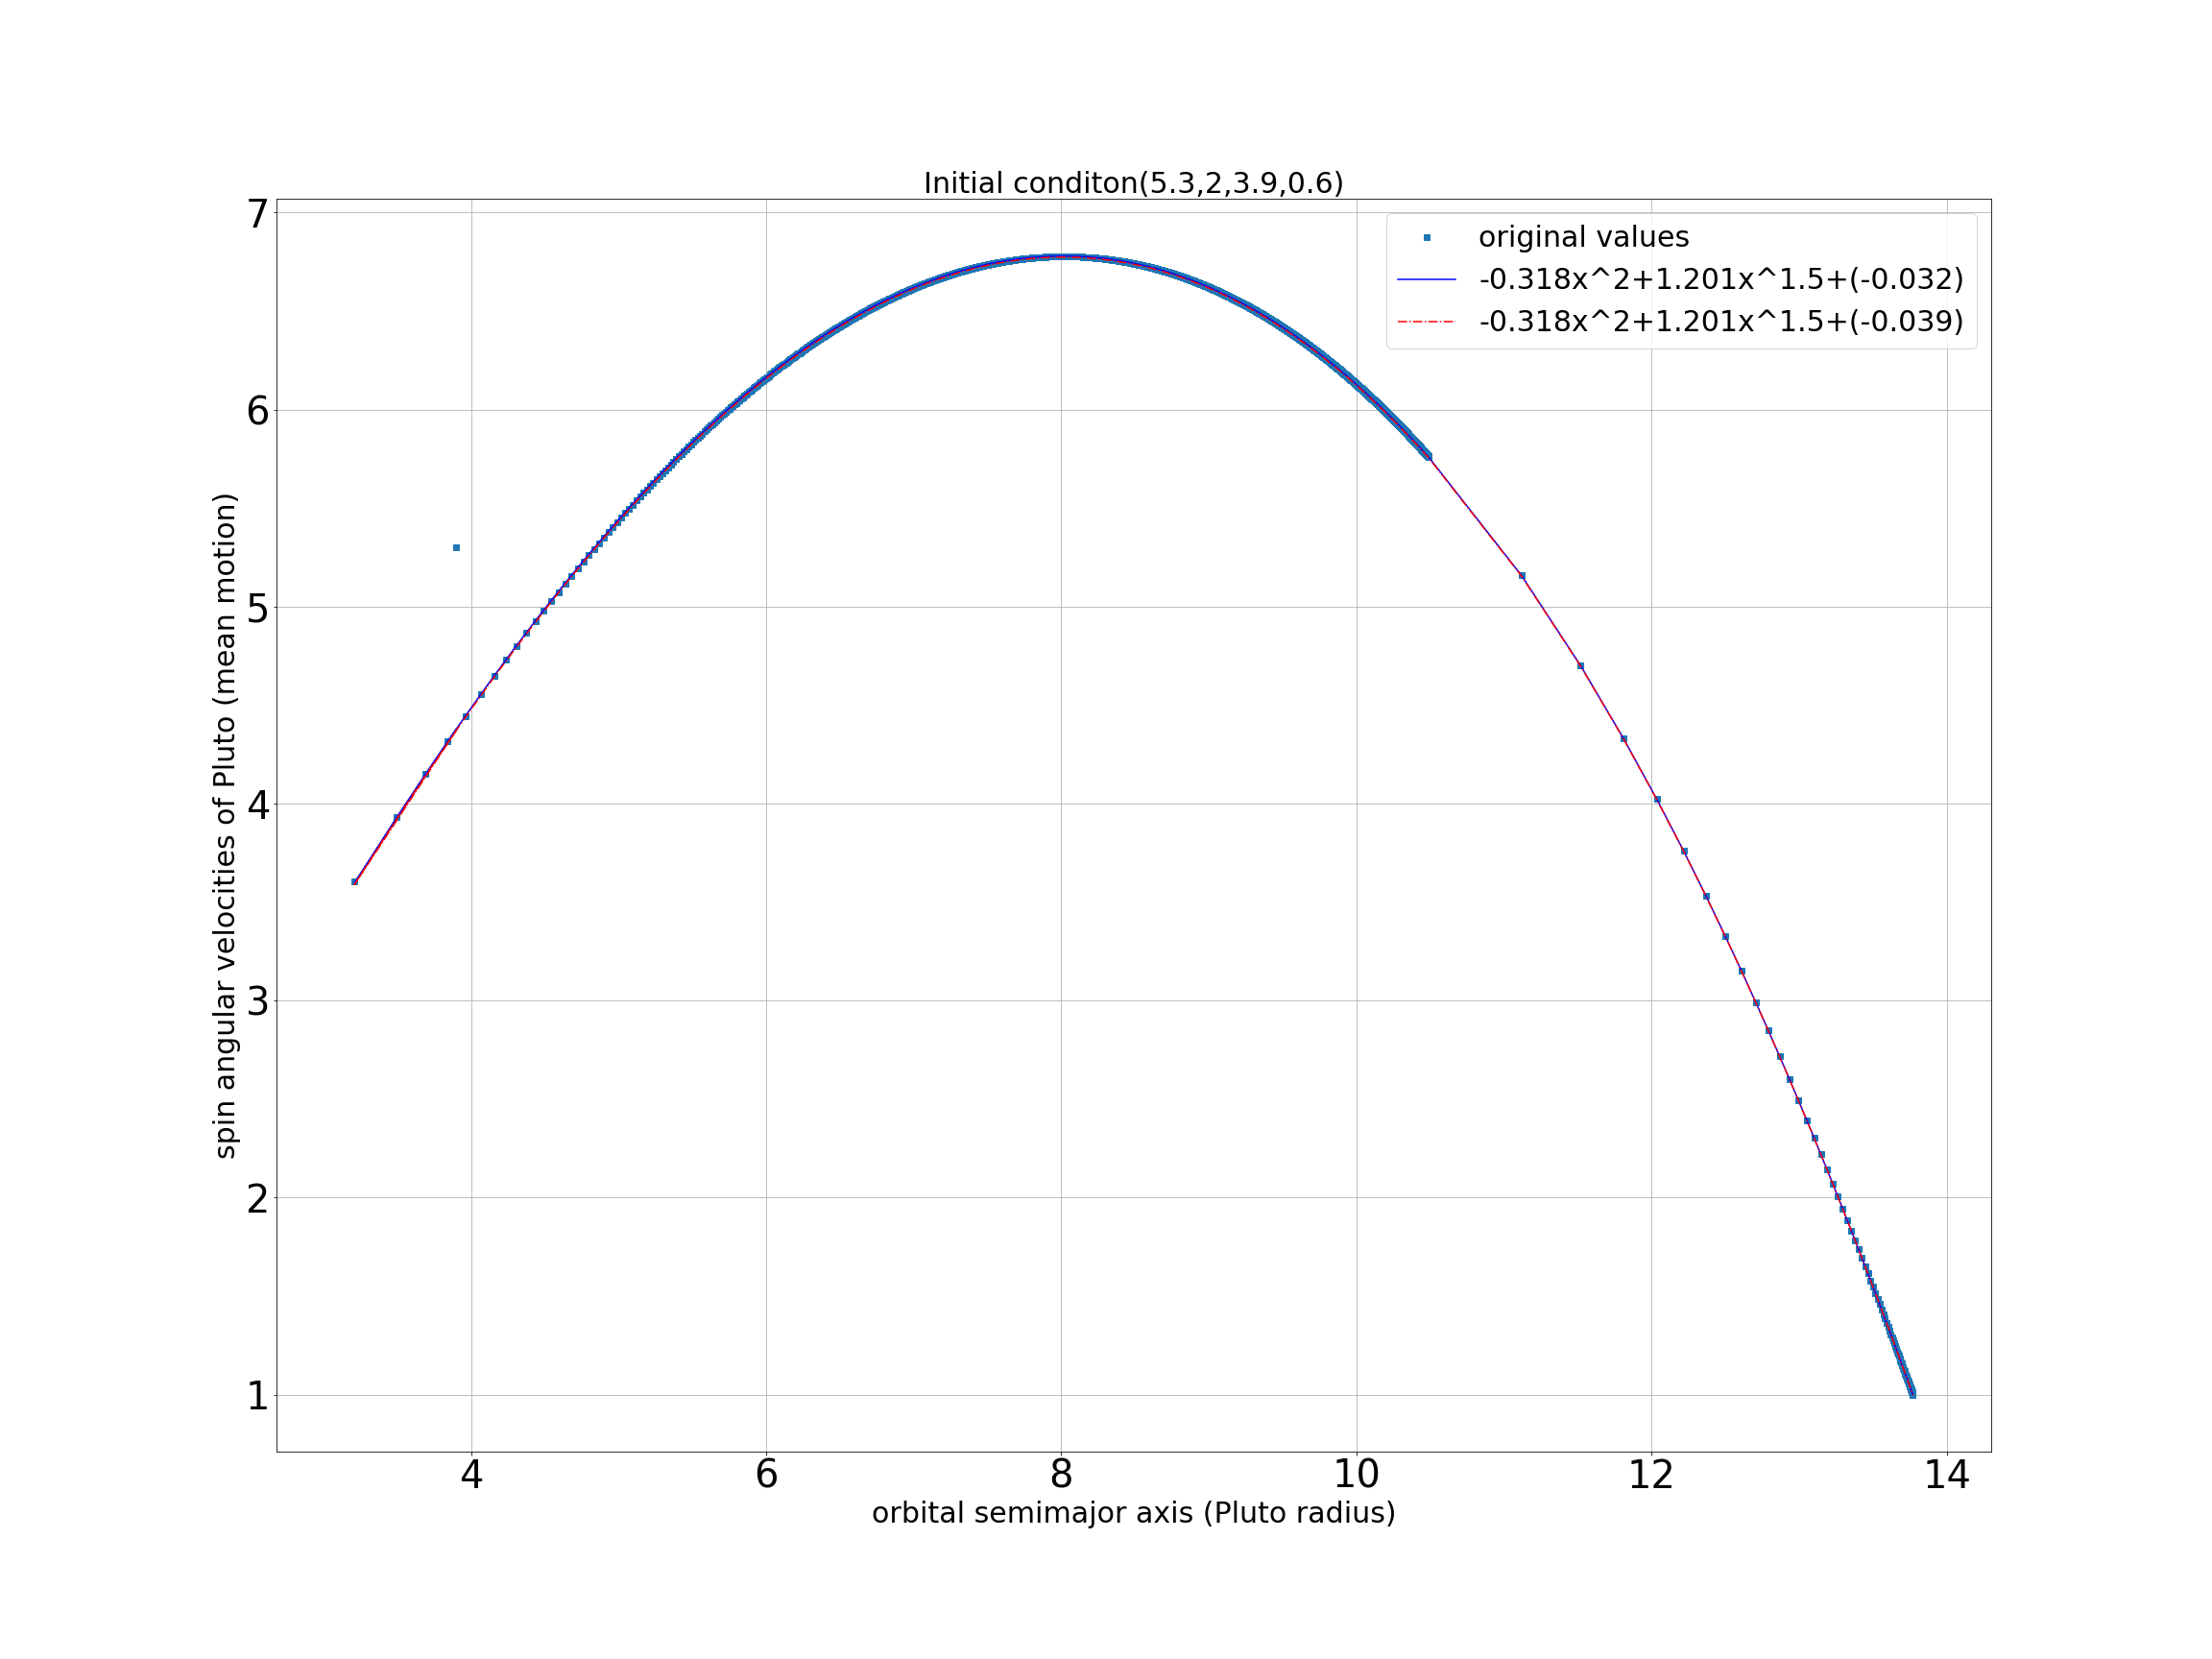 Initial conditon(5.3,2,3.9,0.6)
original values
-0.318x^2+1.201x^1.5+(-0.032)
-0.318x^2+1.201x^1.5+(-0.039)
spin angular velocities of Pluto (mean motion)
7
6
5
4
3
2
1
4 6 8 10 12 14
orbital semimajor axis (Pluto radius)